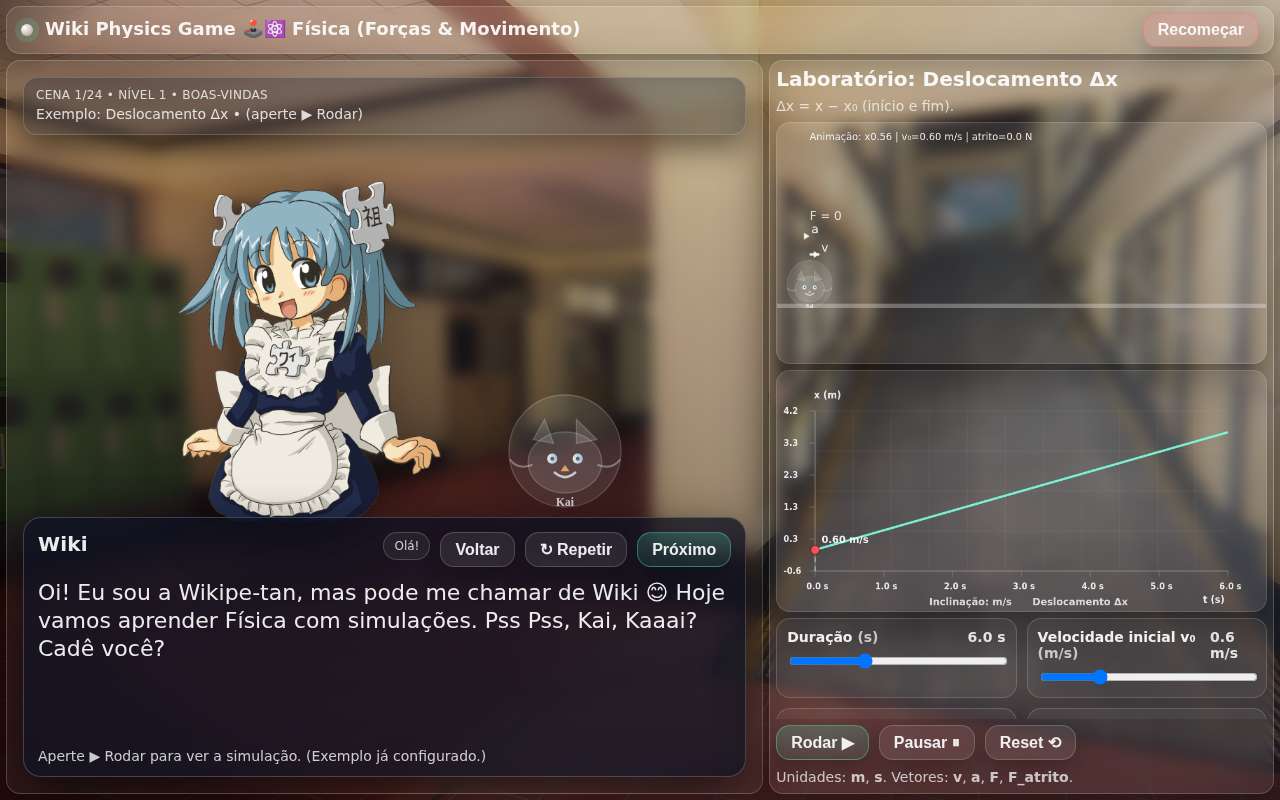 Wiki Physics Game 🕹️⚛️ Física (Forças & Movimento)
Recomeçar
CENA 1/24 • NÍVEL 1 • BOAS-VINDAS
Exemplo: Deslocamento Δx • (aperte ▶ Rodar)
祖
ウィ
Kai
Wiki
Olá!
Voltar
↻ Repetir
Próximo
Oi! Eu sou a Wikipe-tan, mas pode me chamar de Wiki 😊 Hoje
vamos aprender Física com simulações. Pss Pss, Kai, Kaaai?
Cadê você?
Aperte ▶ Rodar para ver a simulação. (Exemplo já configurado.)
Laboratório: Deslocamento Δx
Δx = x − x₀ (início e fim).
Animação: x0.56 | v₀=0.60 m/s | atrito=0.0 N
F = 0
a
v
Kai
x (m)
4.2
3.3
2.3
1.3
0.3
-0.6
0.60 m/s
0.0 s 1.0 s 2.0 s 3.0 s 4.0 s 5.0 s 6.0 s
Inclinação: m/s Deslocamento Δx
t (s)
Duração (s) 6.0 s
Velocidade inicial v₀ 0.6
(m/s) m/s
Rodar ▶
Pausar ⏸
Reset ⟲
Unidades: m, s. Vetores: v, a, F, F_atrito.